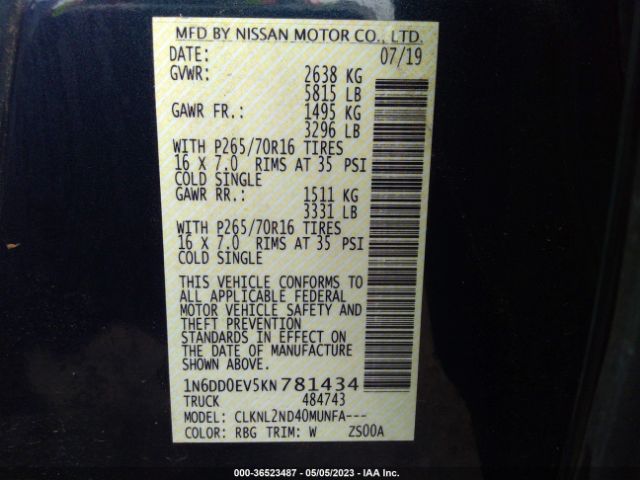 MFD BY NISSAN MOTOR CO., LTD.
DATE: 07/19
GVWR: 2638 KG
5815 LB
GAWR FR.: 1495 KG
3296 LB
WITH P265/70R16 TIRES
16 X 7.0 RIMS AT 35 PSI
COLD SINGLE
GAWR RR.: 1511 KG
3331 LB
WITH P265/70R16 TIRES
16 X 7.0 RIMS AT 35 PSI
COLD SINGLE
THIS VEHICLE CONFORMS TO
ALL APPLICABLE FEDERAL
MOTOR VEHICLE SAFETY AND
THEFT PREVENTION
STANDARDS IN EFFECT ON
THE DATE OF MANUFACTURE
SHOWN ABOVE.
1N6DD0EV5KN781434
TRUCK 484743
MODEL: CLKNL2ND40MUNFA---
COLOR: RBG TRIM: W ZS00A
000-36523487 - 05/05/2023 - IAA Inc.